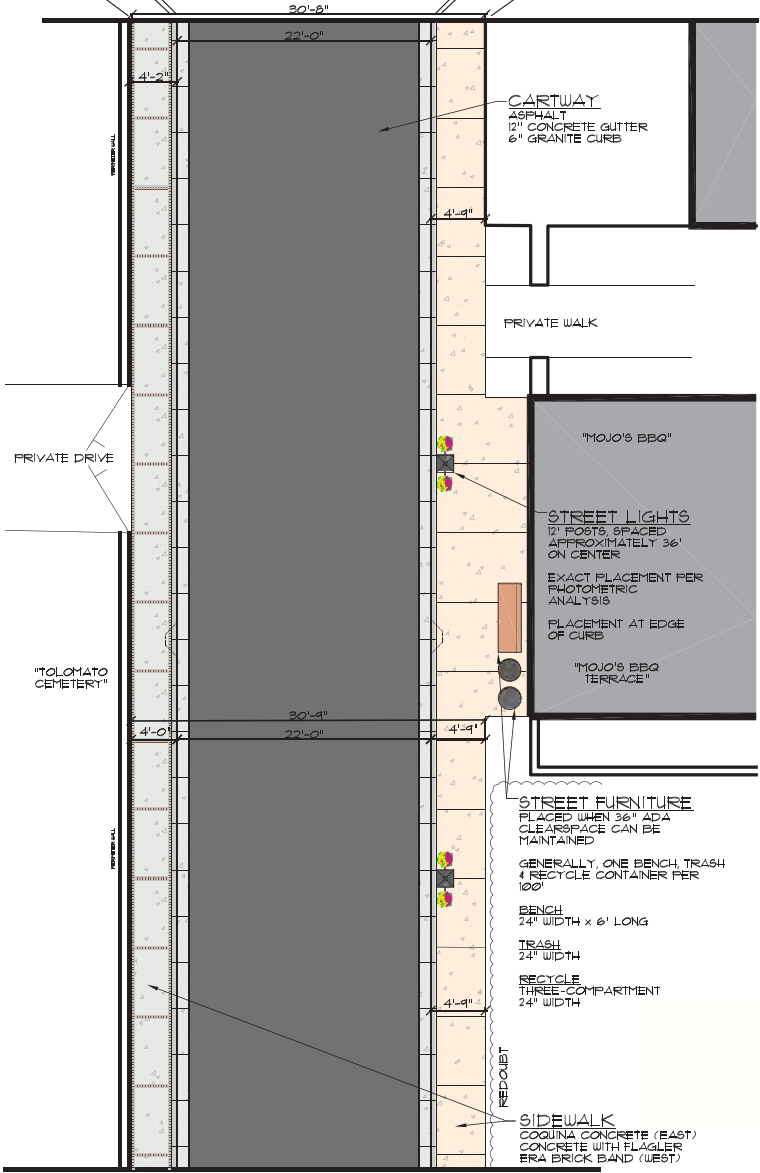 30'-8"
22'-0"
4'-2"
CARTWAY
ASPHALT
12" CONCRETE GUTTER
6" GRANITE CURB
PERIMETER WALL
4'-9"
PRIVATE WALK
PRIVATE DRIVE
"MOJO'S BBQ"
STREET LIGHTS
12' POSTS, SPACED
APPROXIMATELY 36'
ON CENTER
EXACT PLACEMENT PER
PHOTOMETRIC
ANALYSIS
PLACEMENT AT EDGE
OF CURB
"MOJO'S BBQ
TERRACE"
"TOLOMATO
CEMETERY"
30'-9"
4'-0"
22'-0"
4'-9"
STREET FURNITURE
PLACED WHEN 36" ADA
CLEARSPACE CAN BE
MAINTAINED
GENERALLY, ONE BENCH, TRASH
& RECYCLE CONTAINER PER
100'
BENCH
24" WIDTH x 6' LONG
TRASH
24" WIDTH
RECYCLE
THREE-COMPARTMENT
24" WIDTH
PERIMETER WALL
4'-9"
REDOUBT
SIDEWALK
COQUINA CONCRETE (EAST)
CONCRETE WITH FLAGLER
ERA BRICK BAND (WEST)